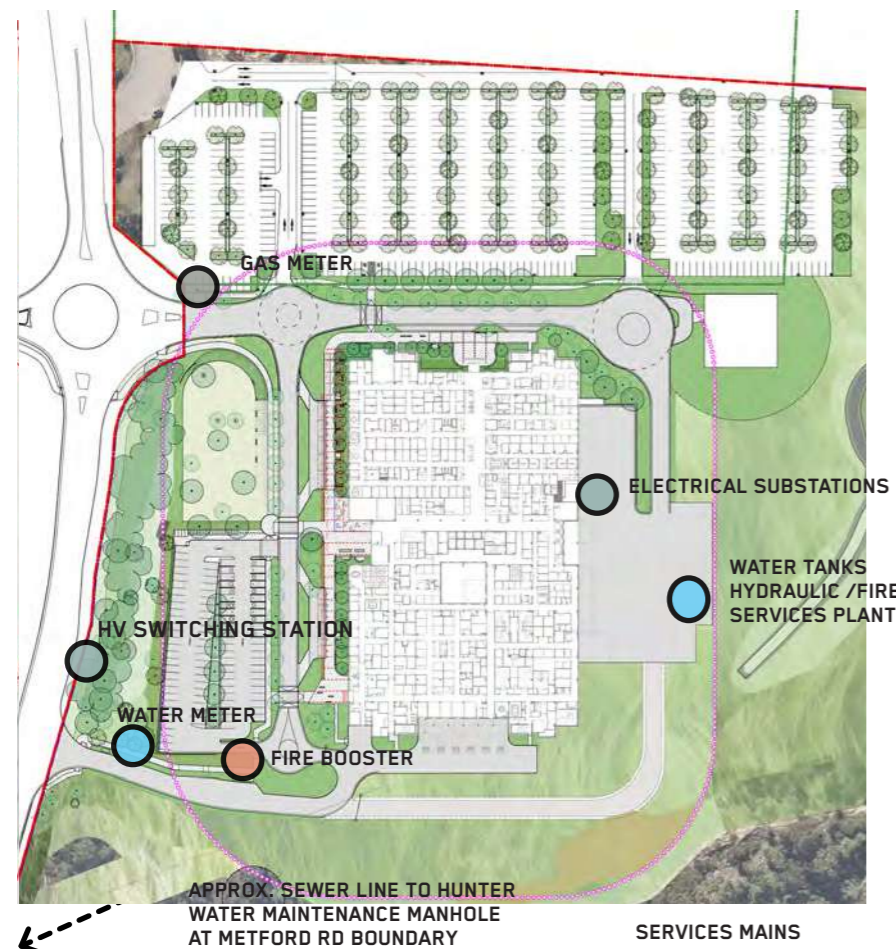 GAS METER
ELECTRICAL SUBSTATIONS
WATER TANKS
HYDRAULIC /FIRE
SERVICES PLANT
HV SWITCHING STATION
WATER METER
FIRE BOOSTER
APPROX. SEWER LINE TO HUNTER
WATER MAINTENANCE MANHOLE
AT METFORD RD BOUNDARY
SERVICES MAINS